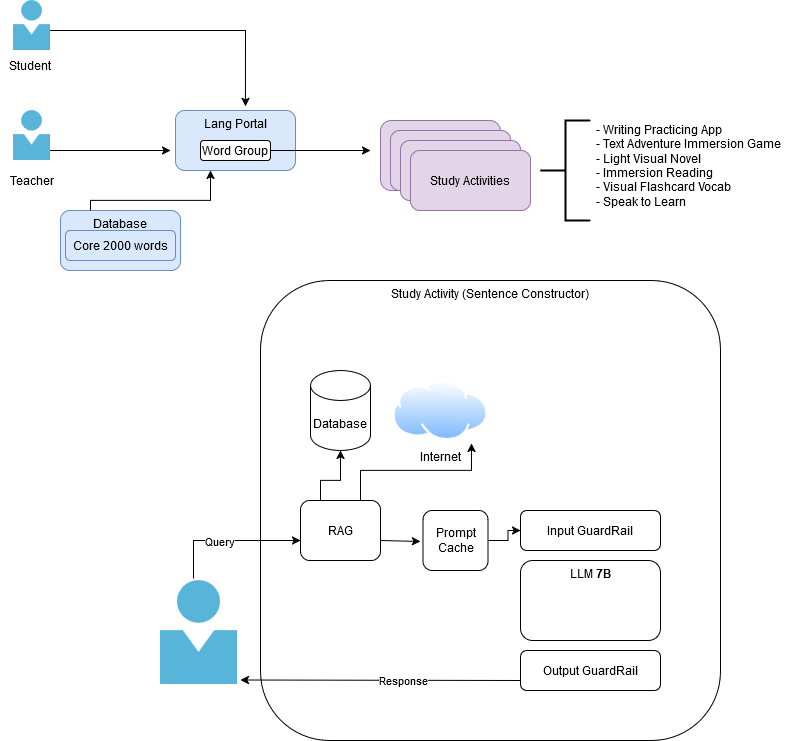 Student
Lang Portal
Word Group
Teacher
Database
Core 2000 words
Study Activities
- Writing Practicing App
- Text Adventure Immersion Game
- Light Visual Novel
- Immersion Reading
- Visual Flashcard Vocab
- Speak to Learn
Study Activity (Sentence Constructor)
Database
Internet
Query
RAG
Prompt
Cache
Input GuardRail
LLM 7B
Output GuardRail
Response